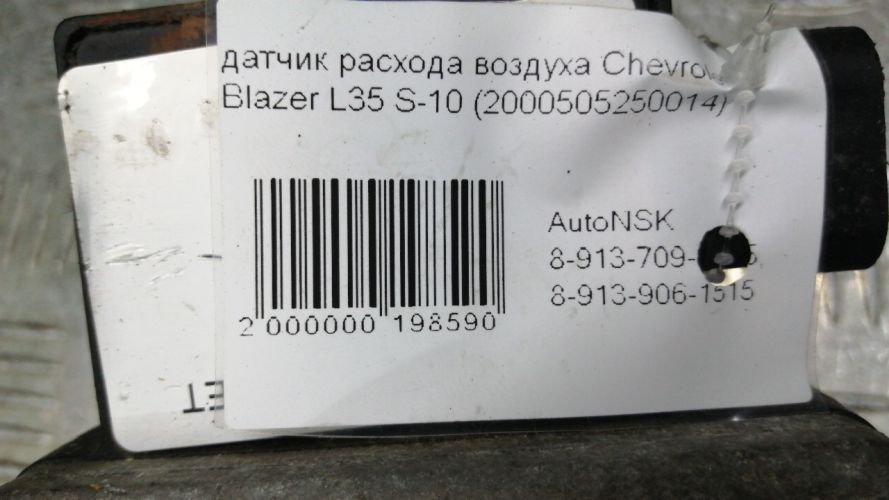 датчик расхода воздуха
Blazer L35 S-10 (2000505250014)
2 000000 198590
AutoNSK
8-913-906-1515